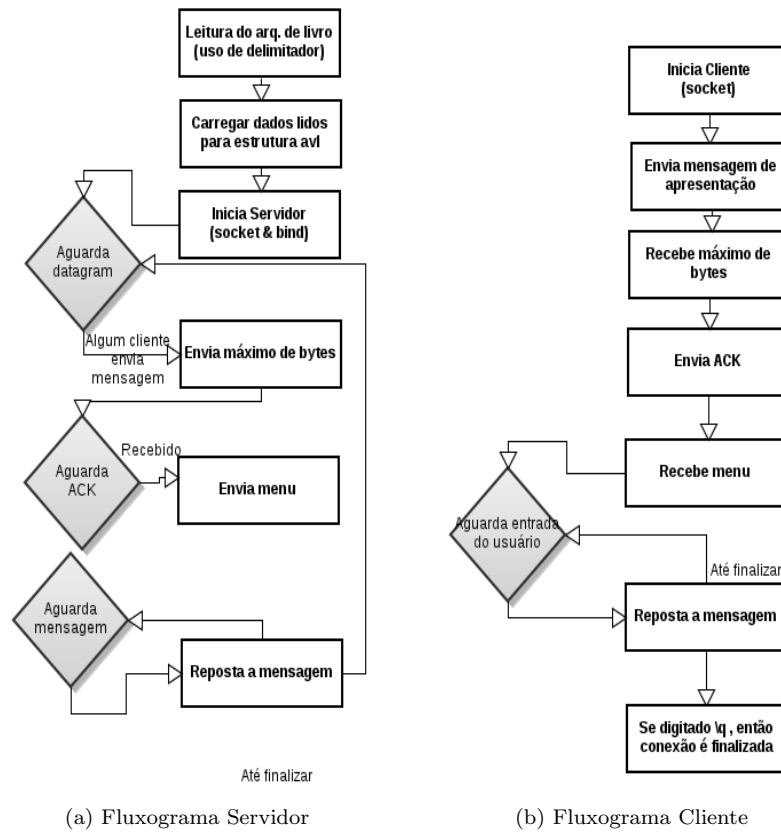 Leitura do arq. de livro
(uso de delimitador)
Carregar dados lidos
para estrutura avl
Inicia Servidor
(socket & bind)
Aguarda
datagram
Algum cliente
envia
mensagem
Envia máximo de bytes
Aguarda
ACK
Recebido
Envia menu
Aguarda
mensagem
Reposta a mensagem
Até finalizar
(a) Fluxograma Servidor
Inicia Cliente
(socket)
Envia mensagem de
apresentação
Recebe máximo de
bytes
Envia ACK
Recebe menu
Aguarda entrada
do usuário
Até finalizar
Reposta a mensagem
Se digitado \q , então
conexão é finalizada
(b) Fluxograma Cliente